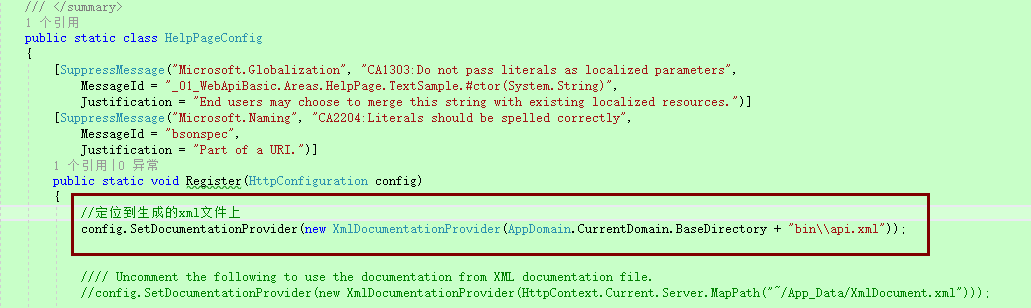 /// </summary>
1 个引用
public static class HelpPageConfig
{
[SuppressMessage("Microsoft.Globalization", "CA1303:Do not pass literals as localized parameters",
MessageId = "_01_WebApiBasic.Areas.HelpPage.TextSample.#ctor(System.String)",
Justification = "End users may choose to merge this string with existing localized resources.")]
[SuppressMessage("Microsoft.Naming", "CA2204:Literals should be spelled correctly",
MessageId = "bsonspec",
Justification = "Part of a URI.")]
1 个引用|0 异常
public static void Register(HttpConfiguration config)
{
//定位到生成的xml文件上
config.SetDocumentationProvider(new XmlDocumentationProvider(AppDomain.CurrentDomain.BaseDirectory + "bin\\api.xml"));
//// Uncomment the following to use the documentation from XML documentation file.
//config.SetDocumentationProvider(new XmlDocumentationProvider(HttpContext.Current.Server.MapPath("~/App_Data/XmlDocument.xml")));